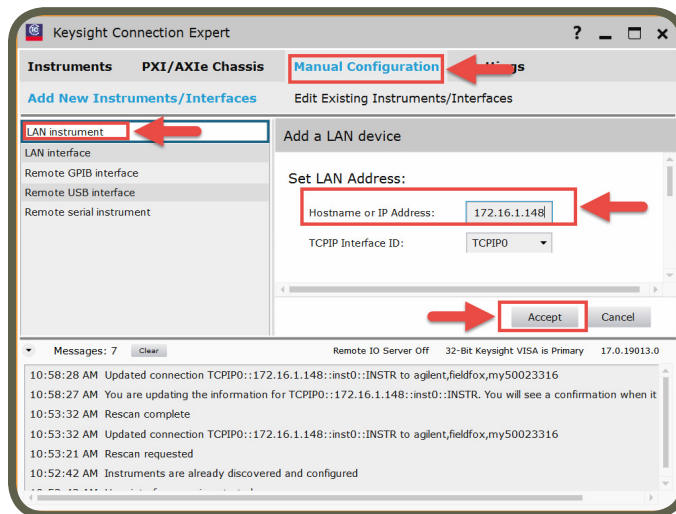 Keysight Connection Expert
?
Instruments PXI/AXIe Chassis Manual Configuration
Add New Instruments/Interfaces Edit Existing Instruments/Interfaces
LAN instrument
LAN interface
Remote GPIB interface
Remote USB interface
Remote serial instrument
Add a LAN device
Set LAN Address:
Hostname or IP Address: 172.16.1.148
TCPIP Interface ID: TCPIP0
Accept Cancel
Messages: 7 Clear Remote IO Server Off 32-Bit Keysight VISA is Primary 17.0.19013.0
10:58:28 AM Updated connection TCPIP0::172.16.1.148::inst0::INSTR to agilent,fieldfox,my50023316
10:58:27 AM You are updating the information for TCPIP0::172.16.1.148::inst0::INSTR. You will see a confirmation when it
10:53:32 AM Rescan complete
10:53:32 AM Updated connection TCPIP0::172.16.1.148::inst0::INSTR to agilent,fieldfox,my50023316
10:53:21 AM Rescan requested
10:52:42 AM Instruments are already discovered and configured